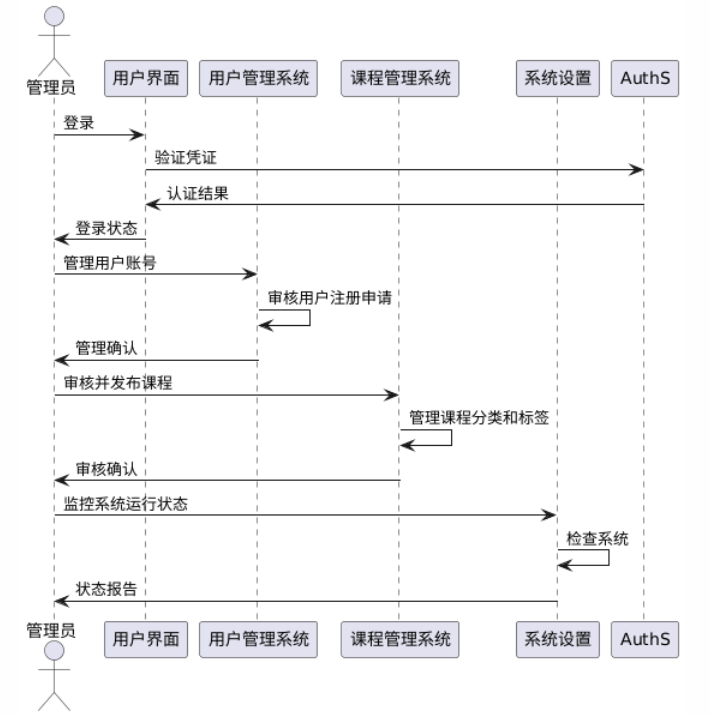 管理员
用户界面
用户管理系统
课程管理系统
系统设置
AuthS
登录
验证凭证
认证结果
登录状态
管理用户账号
审核用户注册申请
管理确认
审核并发布课程
管理课程分类和标签
审核确认
监控系统运行状态
检查系统
状态报告
管理员
用户界面
用户管理系统
课程管理系统
系统设置
AuthS